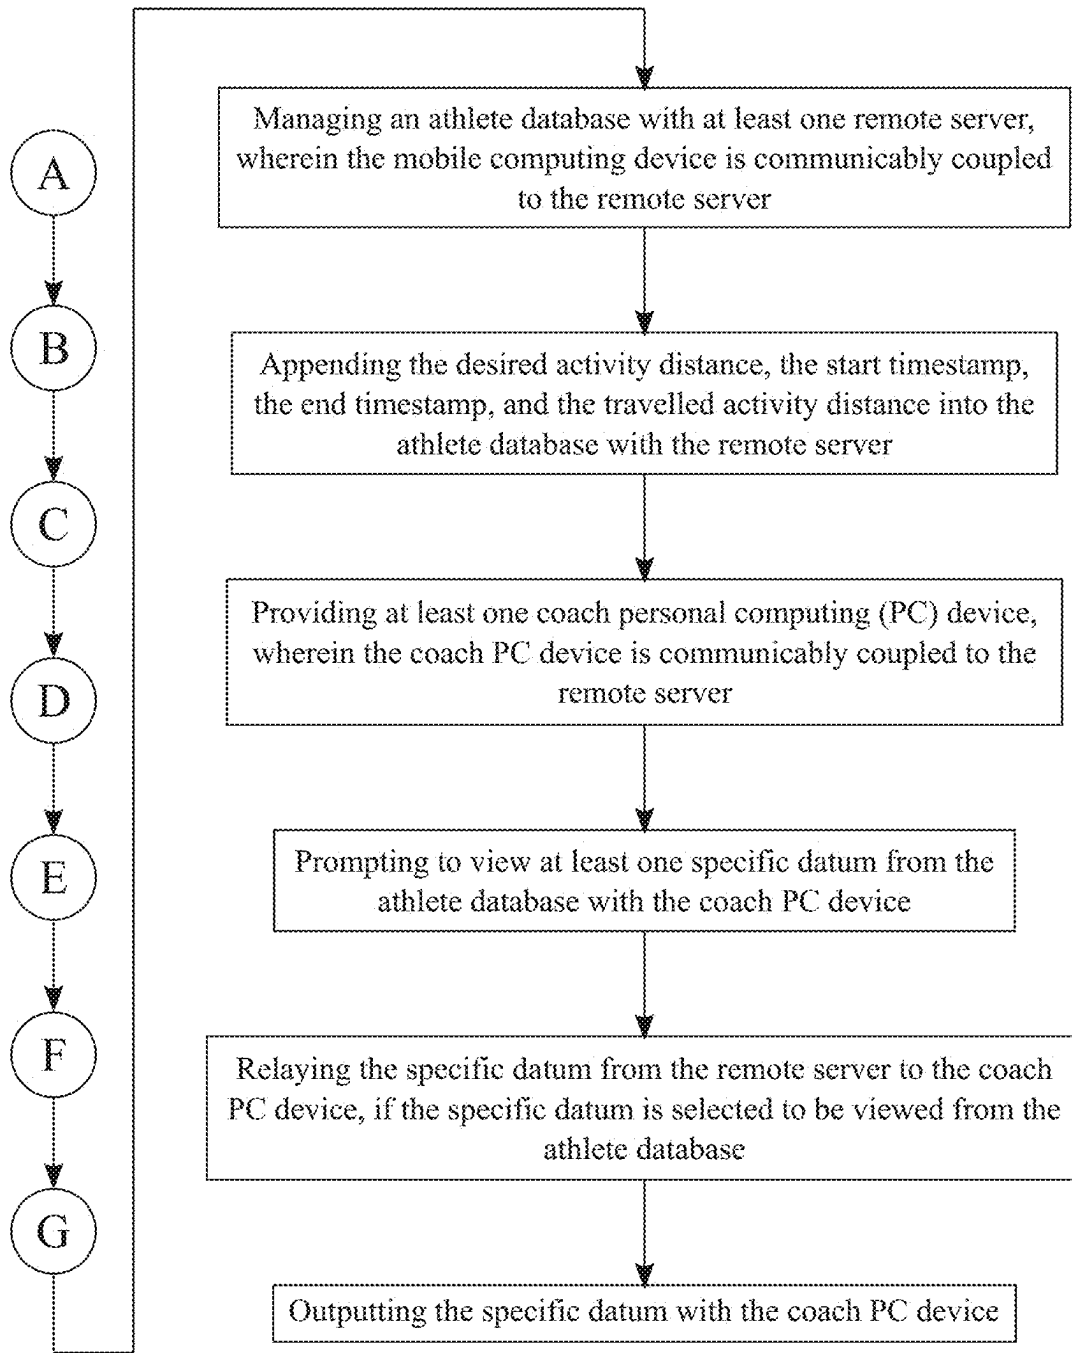 A
B
C
D
E
F
G
Managing an athlete database with at least one remote server,
wherein the mobile computing device is communicably coupled
to the remote server
Appending the desired activity distance, the start timestamp,
the end timestamp, and the travelled activity distance into the
athlete database with the remote server
Providing at least one coach personal computing (PC) device,
wherein the coach PC device is communicably coupled to the
remote server
Prompting to view at least one specific datum from the
athlete database with the coach PC device
Relaying the specific datum from the remote server to the coach
PC device, if the specific datum is selected to be viewed from the
athlete database
Outputting the specific datum with the coach PC device